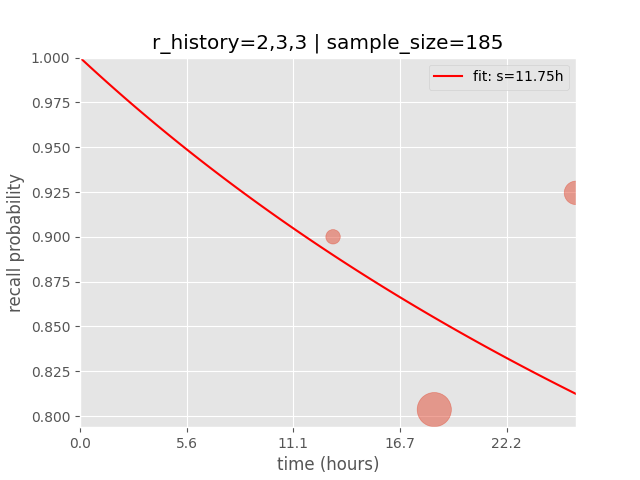 r_history=2,3,3 | sample_size=185
fit: s=11.75h
recall probability
1.000
0.975
0.950
0.925
0.900
0.875
0.850
0.825
0.800
0.0 5.6 11.1 16.7 22.2
time (hours)